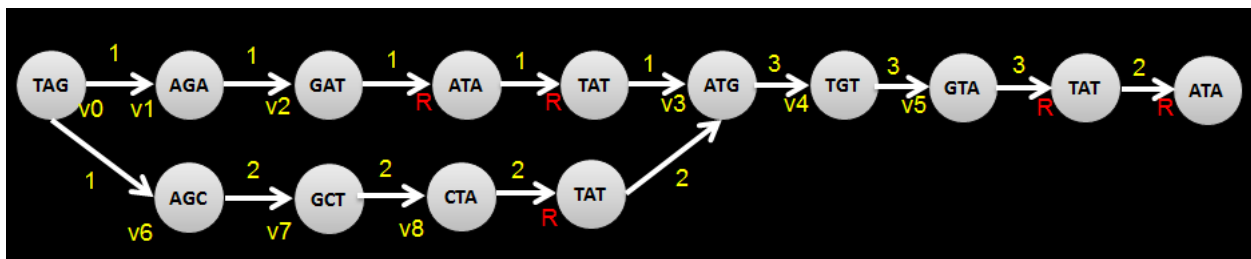 1 1 1 1 1 3 3 3 2
TAG AGA GAT ATA TAT ATG TGT GTA TAT ATA
v0 v1 v2 R R v3 v4 v5 R R
1 2 2 2 2
AGC GCT CTA TAT
v6 v7 v8 R